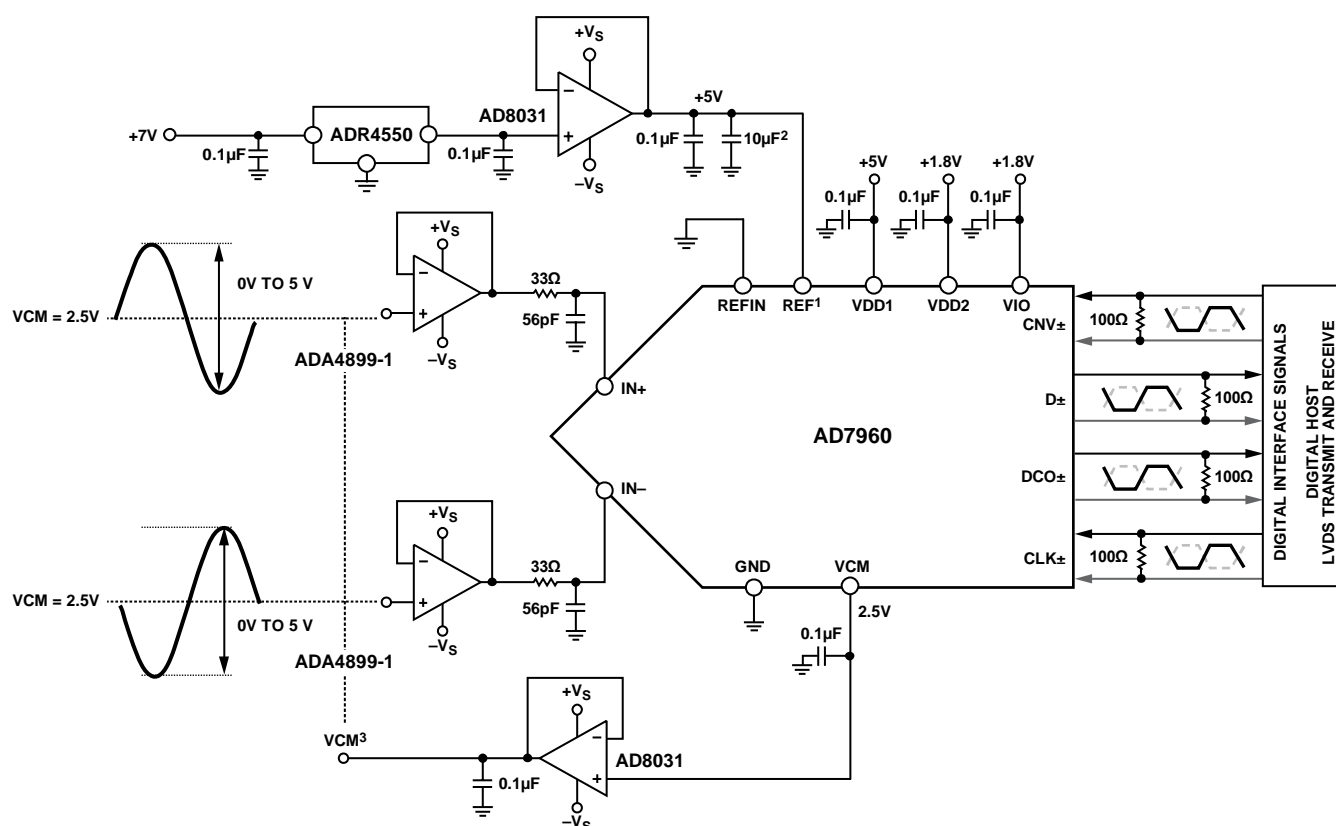 +VS
−
+
−VS
AD8031
+7V
0.1µF
ADR4550
0.1µF
+5V
0.1µF
10µF2
+5V
+1.8V
+1.8V
0.1µF
0.1µF
0.1µF
0V TO 5 V
VCM = 2.5V
ADA4899-1
+VS
−
+
−VS
33Ω
56pF
REFIN
REF1
VDD1
VDD2
VIO
IN+
CNV±
100Ω
D±
100Ω
AD7960
DCO±
100Ω
CLK±
100Ω
DIGITAL INTERFACE SIGNALS
DIGITAL HOST
LVDS TRANSMIT AND RECEIVE
IN–
VCM = 2.5V
0V TO 5 V
ADA4899-1
+VS
−
+
−VS
33Ω
56pF
GND
VCM
2.5V
0.1µF
VCM3
0.1µF
+VS
−
+
−VS
AD8031